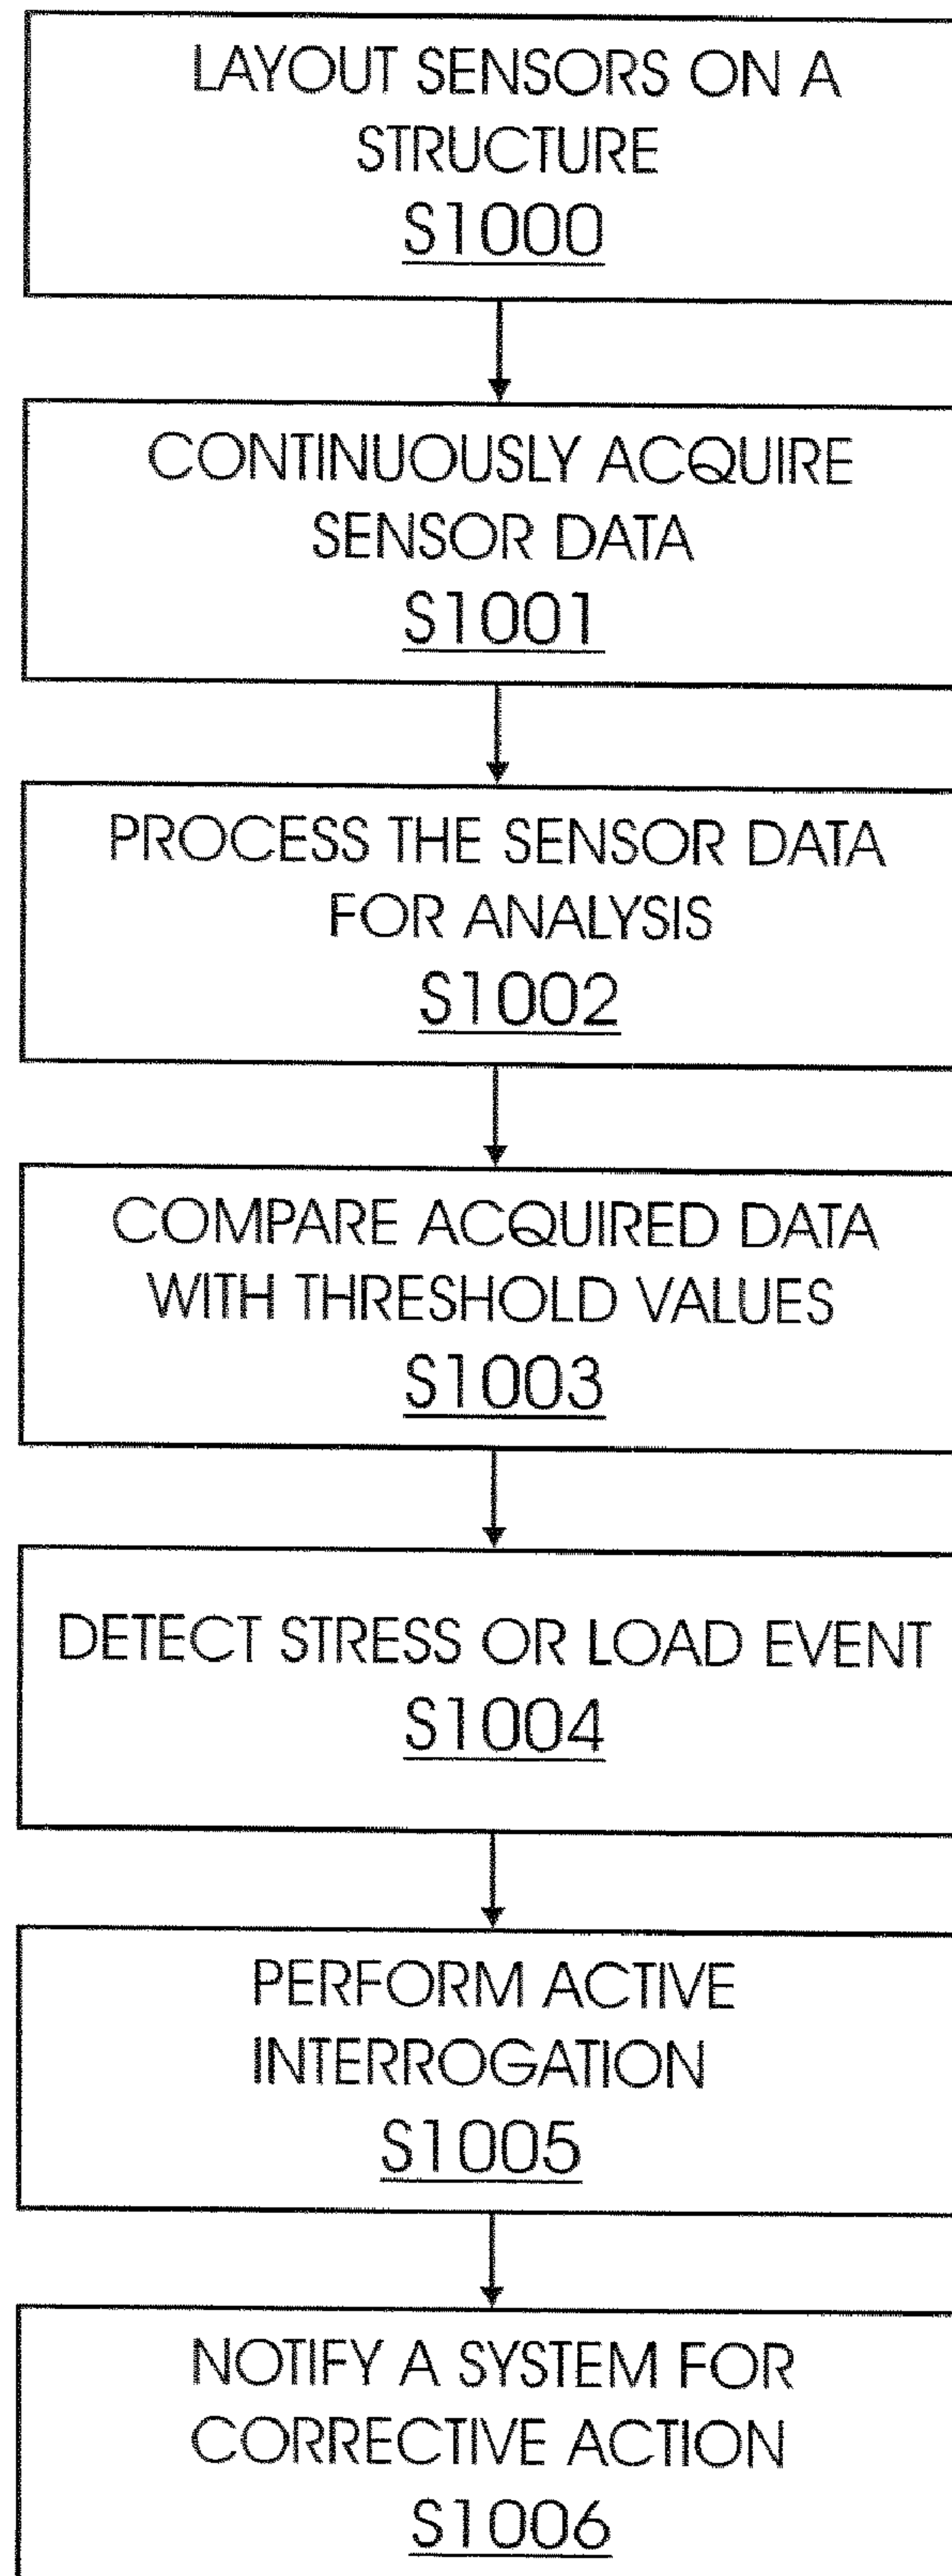 LAYOUT SENSORS ON A
STRUCTURE
S1000
CONTINUOUSLY ACQUIRE
SENSOR DATA
S1001
PROCESS THE SENSOR DATA
FOR ANALYSIS
S1002
COMPARE ACQUIRED DATA
WITH THRESHOLD VALUES
S1003
DETECT STRESS OR LOAD EVENT
S1004
PERFORM ACTIVE
INTERROGATION
S1005
NOTIFY A SYSTEM FOR
CORRECTIVE ACTION
S1006